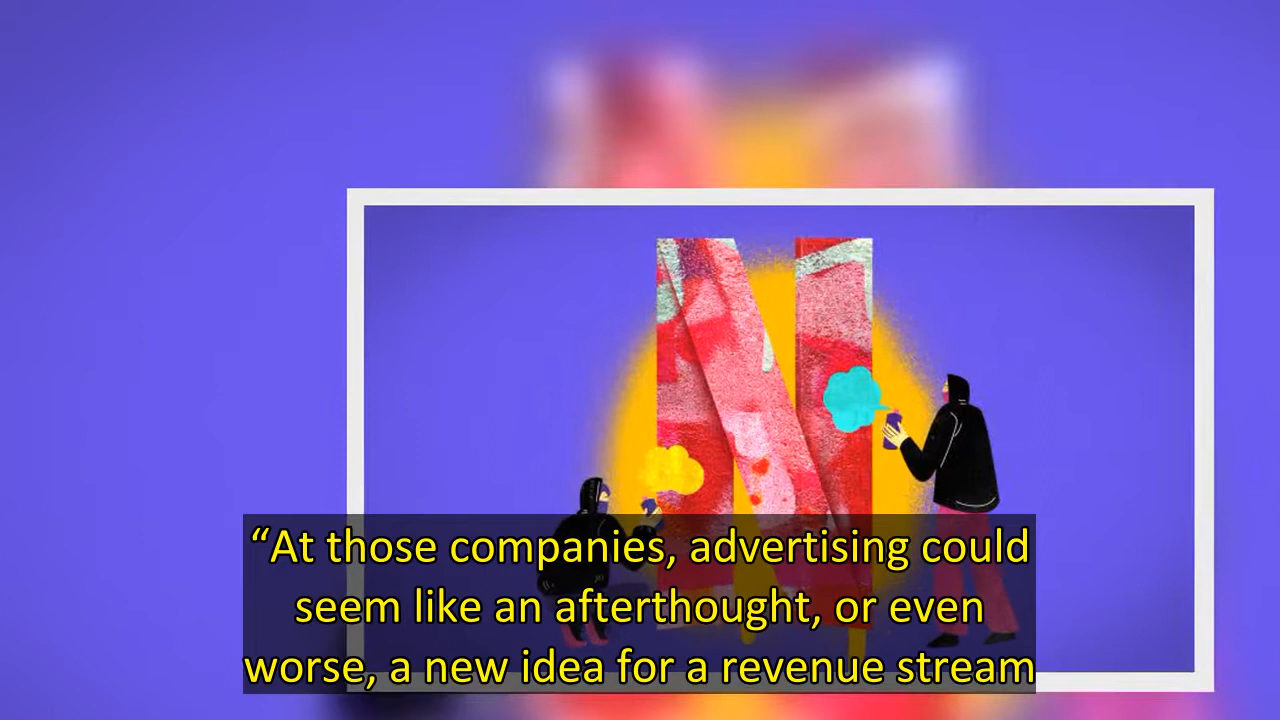 “At those companies, advertising could
seem like an afterthought, or even
worse, a new idea for a revenue stream